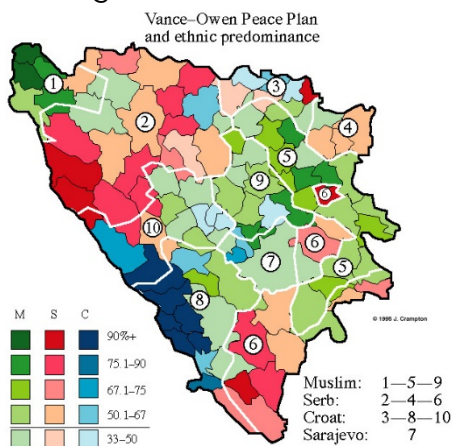 Vance–Owen Peace Plan
and ethnic predominance
3
1
2
4
5
9
6
10
6
7
5
8
6
M S C
90%+
75.1–90
67.1–75
50.1–67
33–50
© 1996 J. Crampton
Muslim: 1—5—9
Serb: 2—4—6
Croat: 3—8—10
Sarajevo: 7